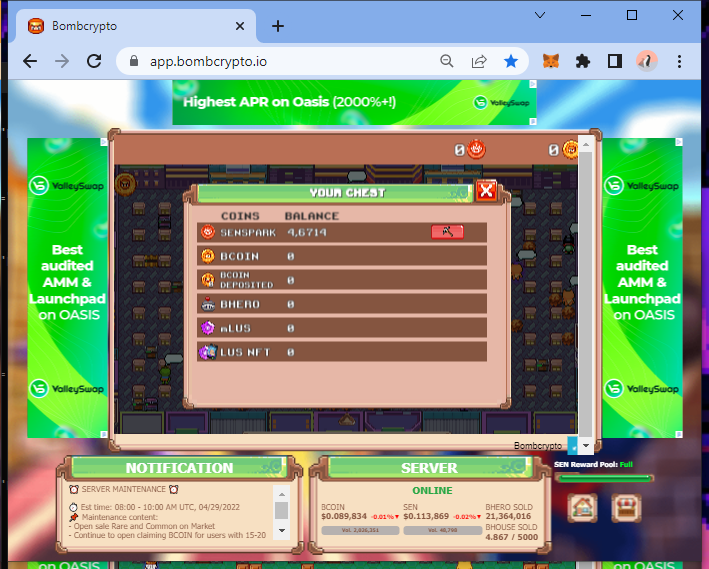 Bombcrypto
app.bombcrypto.io
Highest APR on Oasis (2000%+!)
ValleySwap
0
0
YOUR CHEST
COINS BALANCE
SENSPARK 4,6714
BCOIN 0
BCOIN DEPOSITED 0
BHERO 0
mLUS 0
LUS NFT 0
ValleySwap
Best
audited
AMM &
Launchpad
on OASIS
ValleySwap
ValleySwap
Best
audited
AMM &
Launchpad
on OASIS
ValleySwap
Bombcrypto
NOTIFICATION
SERVER MAINTENANCE
Est time: 08:00 - 10:00 AM UTC, 04/29/2022
Maintenance content:
- Open sale Rare and Common on Market
- Continue to open claiming BCOIN for users with 15-20
SERVER
ONLINE
BCOIN SEN BHERO SOLD
$0.089,834 -0.01%▼ $0.113,869 -0.02%▼ 21,364,016
BHOUSE SOLD
4.867 / 5000
SEN Reward Pool: Full